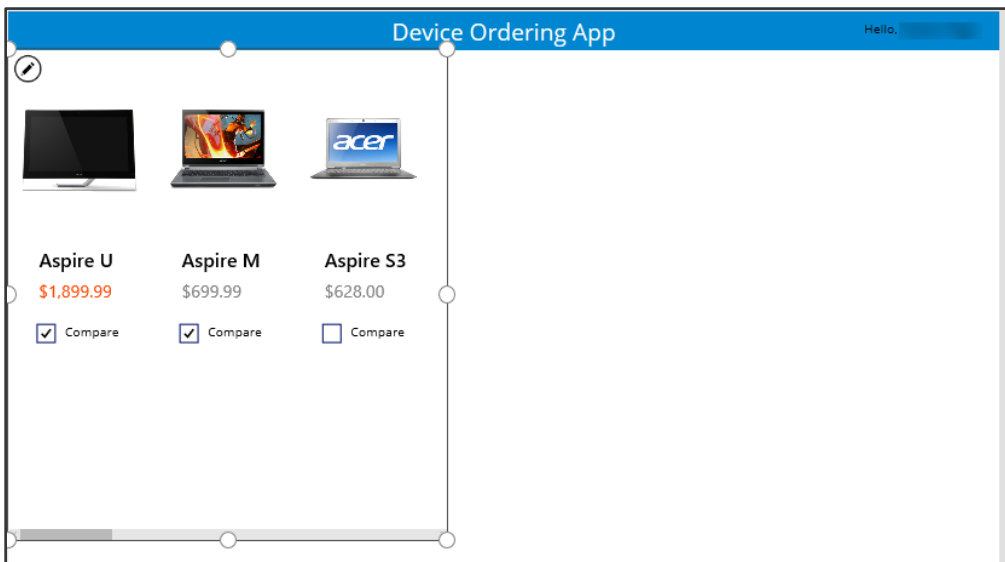 Device Ordering App
Hello,
acer
Aspire U
Aspire M
Aspire S3
$1,899.99
$699.99
$628.00
Compare
Compare
Compare